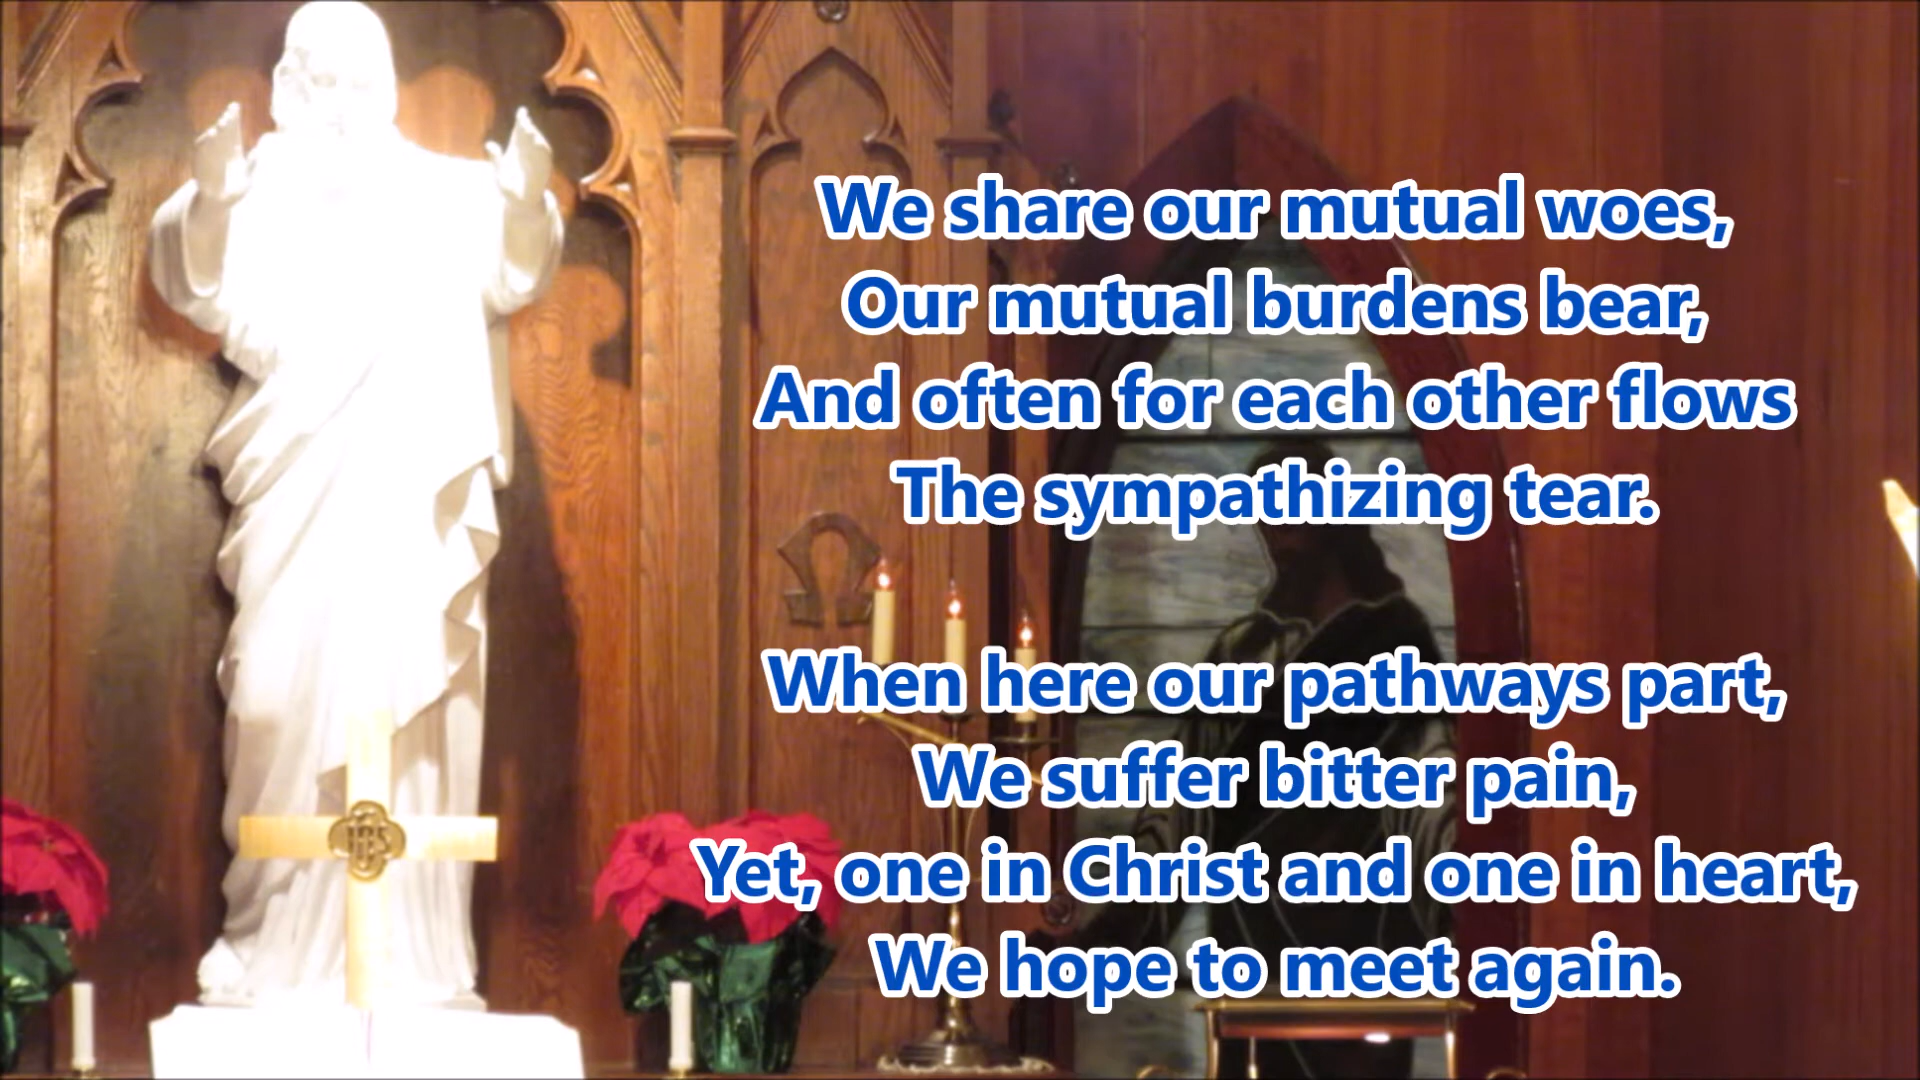 We share our mutual woes,
Our mutual burdens bear,
And often for each other flows
The sympathizing tear.
When here our pathways part,
We suffer bitter pain,
Yet, one in Christ and one in heart,
We hope to meet again.
IHS
Ω